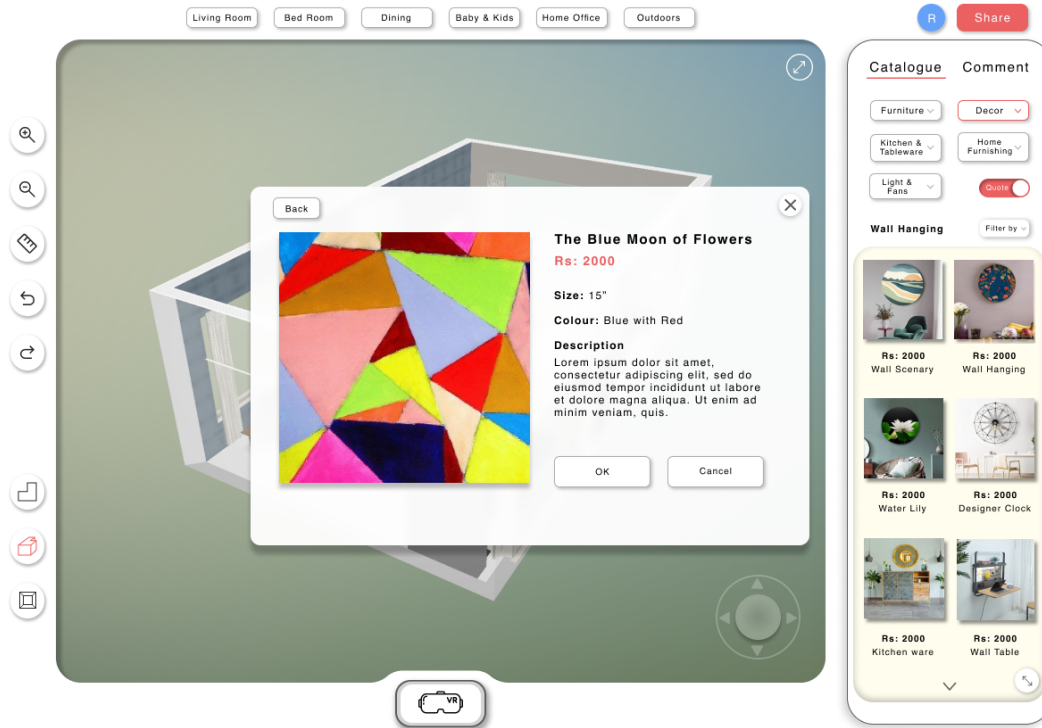 Living Room
Bed Room
Dining
Baby & Kids
Home Office
Outdoors
R
Share
Catalogue
Comment
Furniture
Decor
Kitchen &
Tableware
Home
Furnishing
Light &
Fans
Quote
Wall Hanging
Filter by
Back
The Blue Moon of Flowers
Rs: 2000
Size: 15"
Colour: Blue with Red
Description
Lorem ipsum dolor sit amet,
consectetur adipiscing elit, sed do
eiusmod tempor incididunt ut labore
et dolore magna aliqua. Ut enim ad
minim veniam, quis.
OK
Cancel
Rs: 2000
Wall Scenary
Rs: 2000
Wall Hanging
Rs: 2000
Water Lily
Rs: 2000
Designer Clock
Rs: 2000
Kitchen ware
Rs: 2000
Wall Table
VR